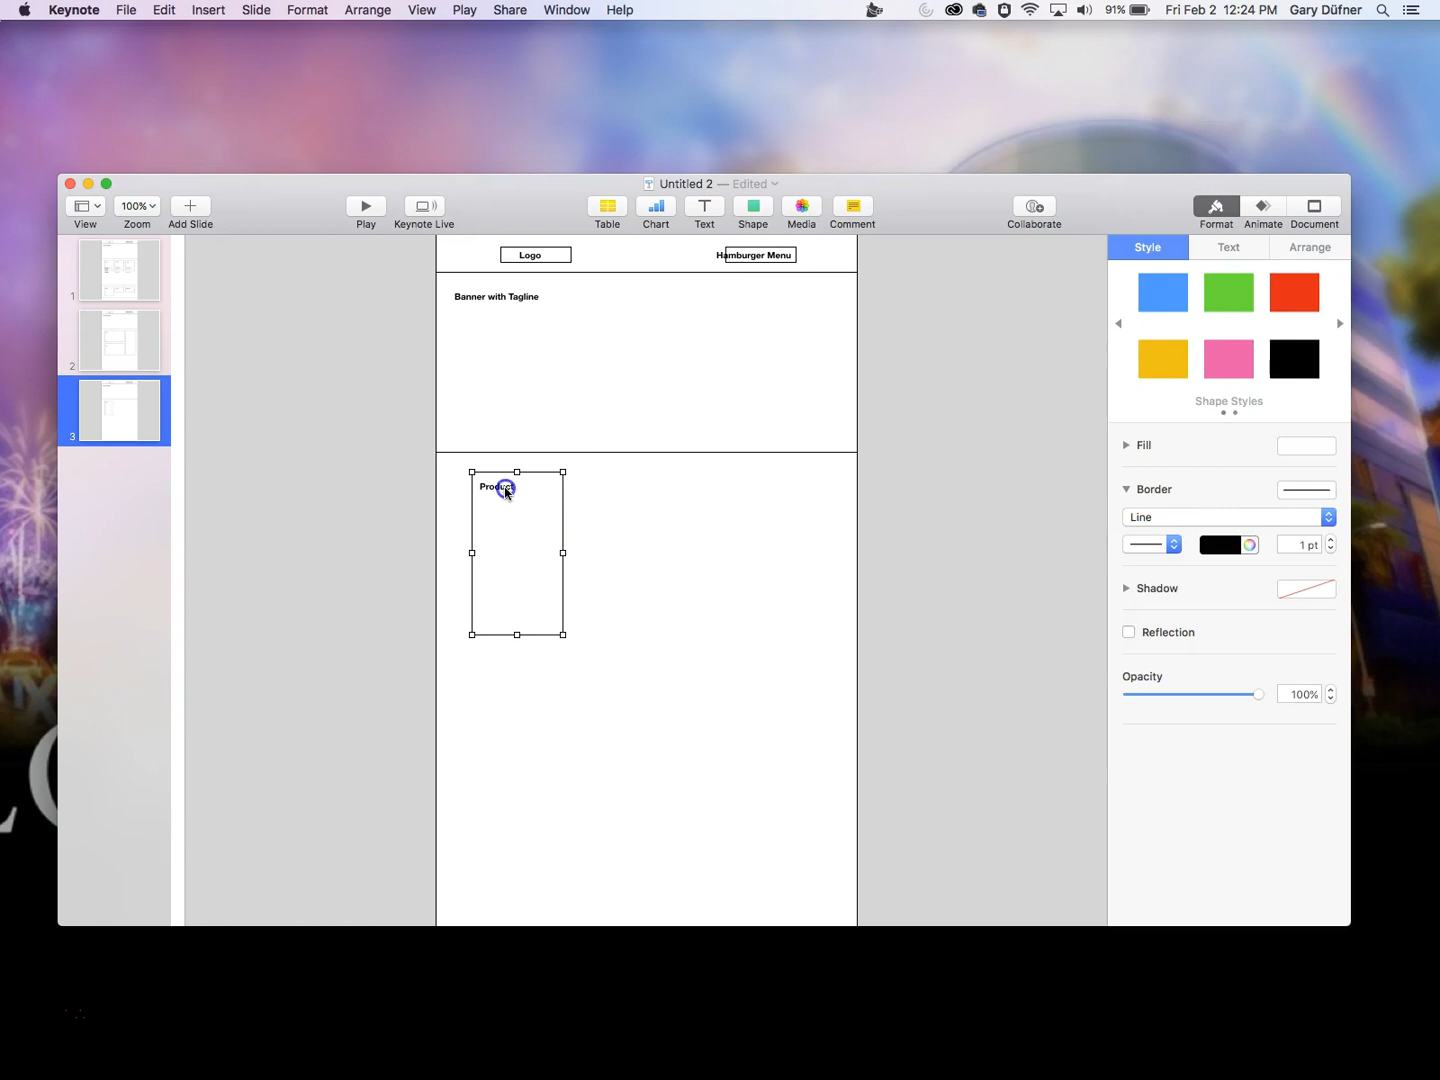 Keynote File Edit Insert Slide Format Arrange View Play Share Window Help 91% Fri Feb 2 12:24 PM Gary Düfner
Untitled 2 — Edited
100%
View Zoom Add Slide Play Keynote Live Table Chart Text Shape Media Comment Collaborate Format Animate Document
Style Text Arrange
Logo Hamburger Menu
1
Banner with Tagline
2
Shape Styles
3
Fill
Product
Border
Line
1 pt
Shadow
Reflection
Opacity
100%